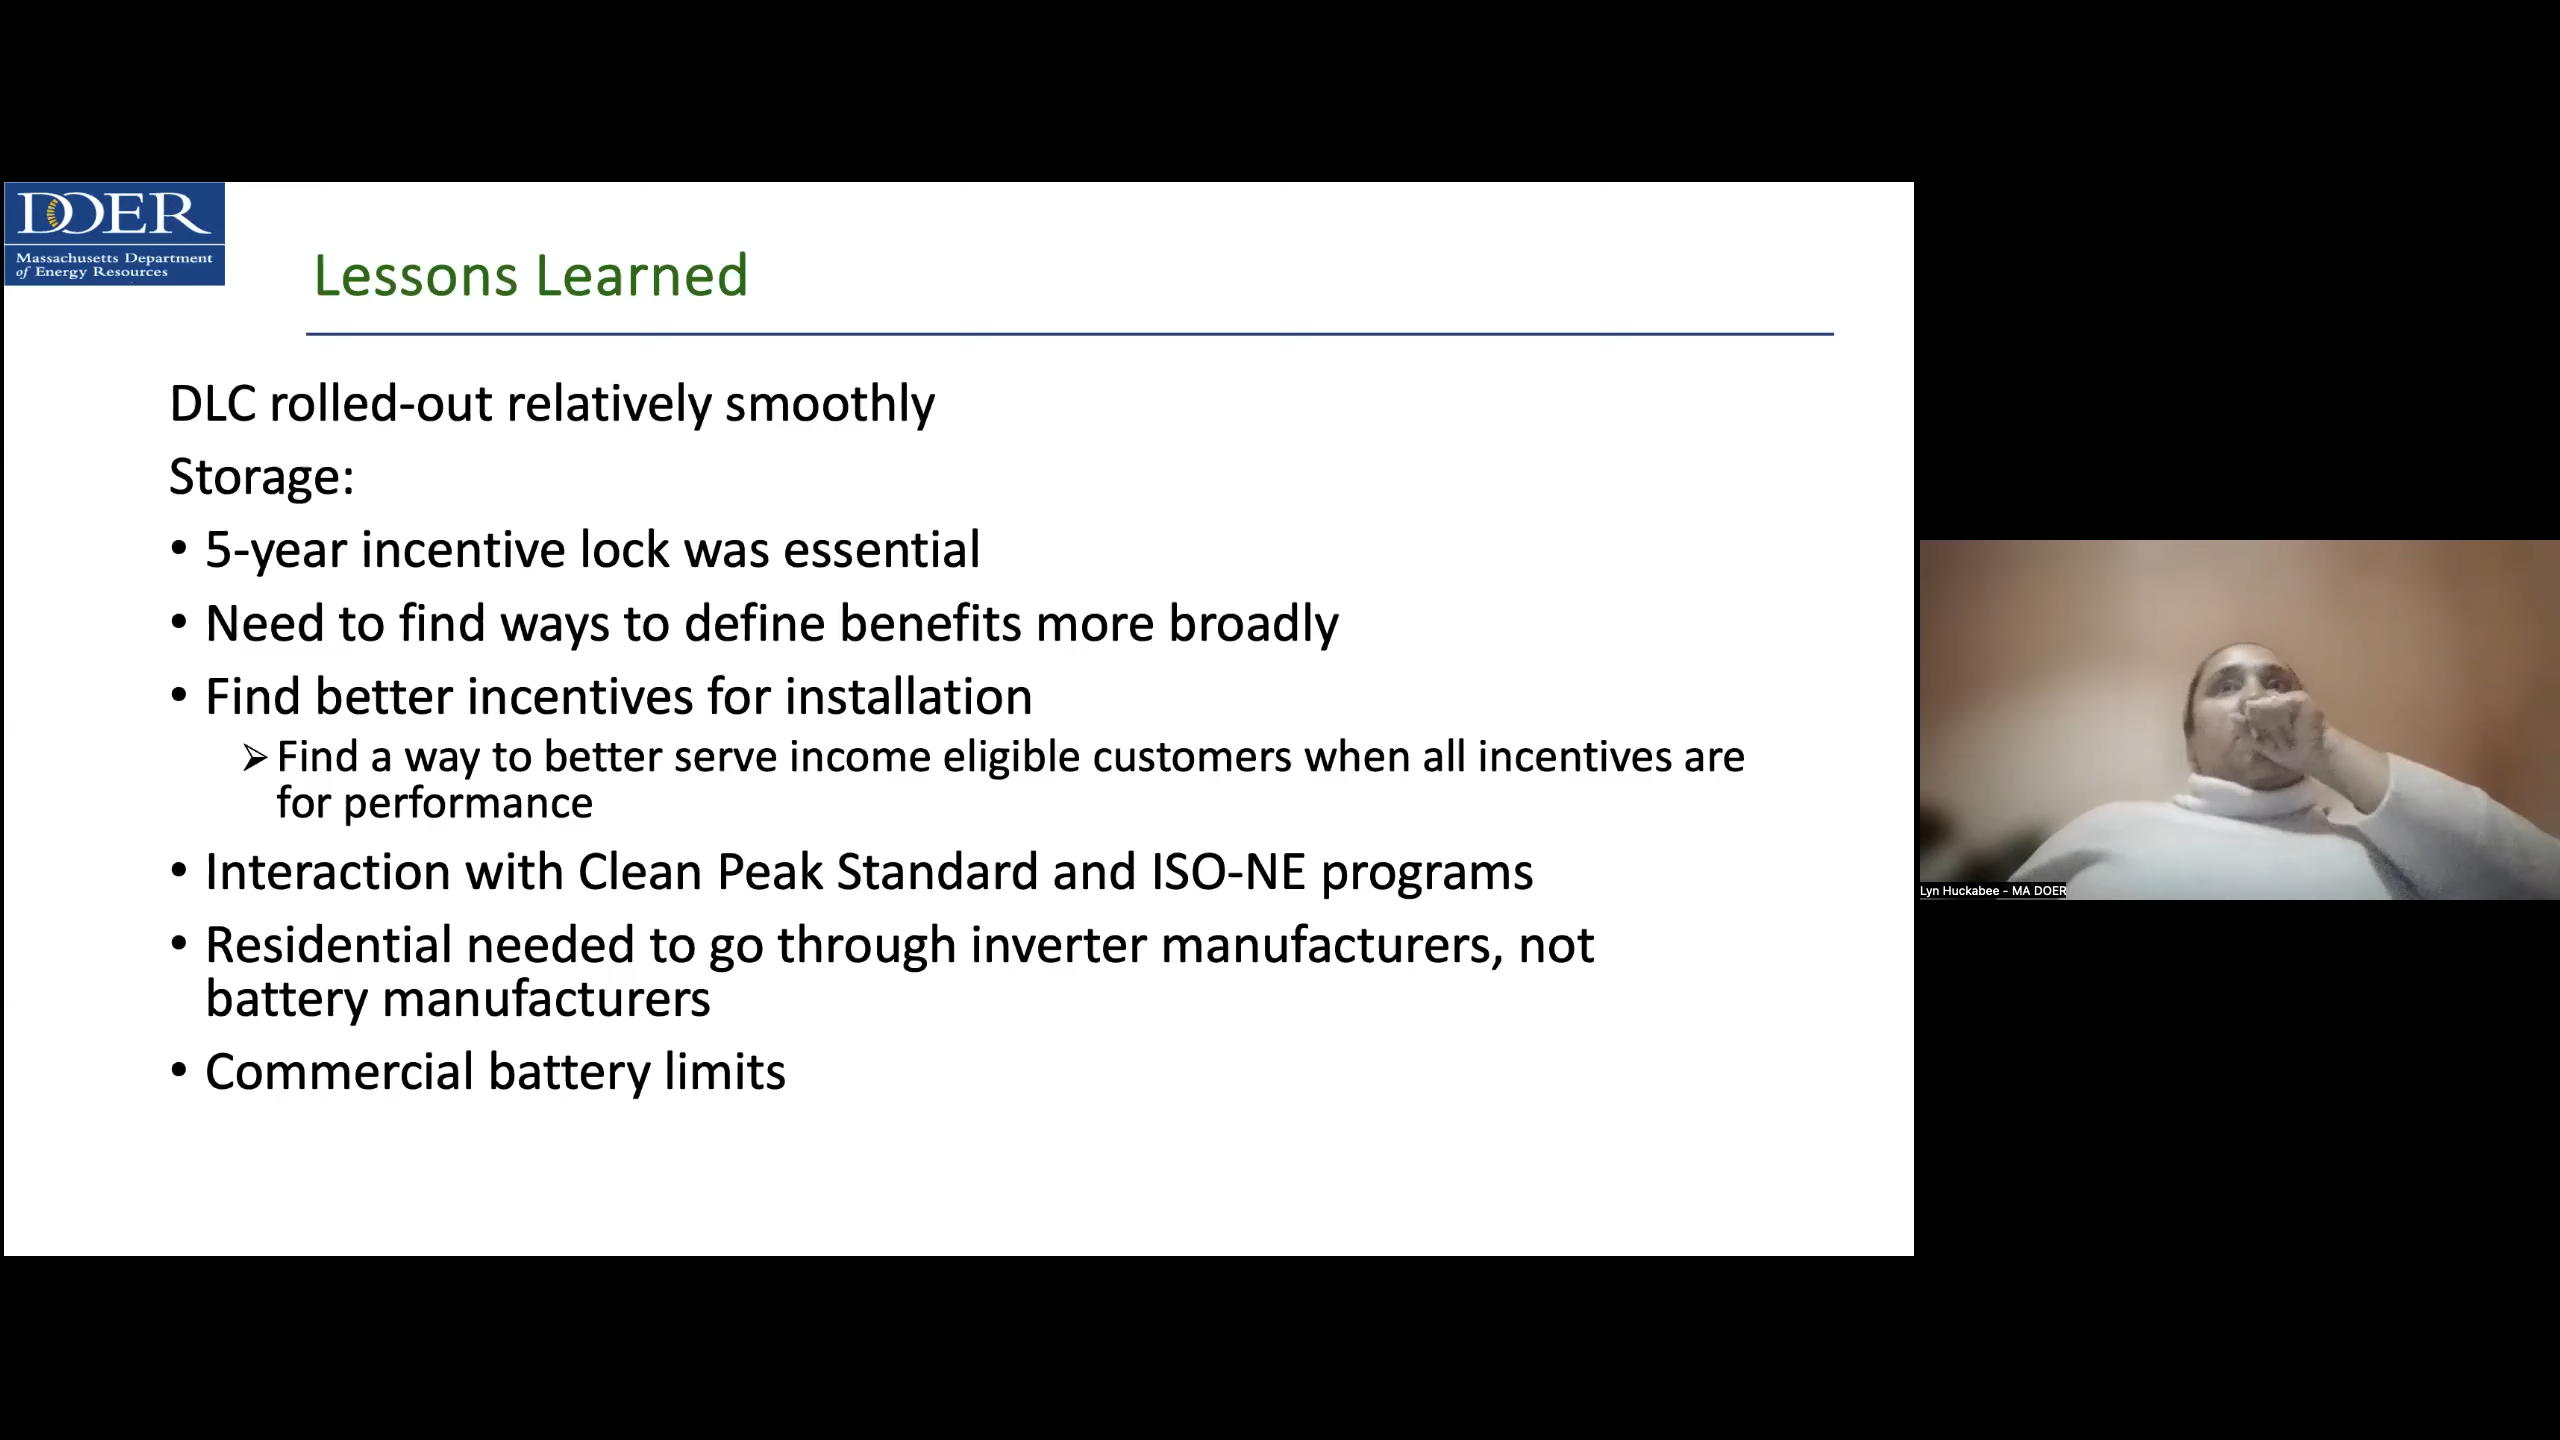 DOER
Massachusetts Department
of Energy Resources
Lessons Learned
DLC rolled-out relatively smoothly
Storage:
• 5-year incentive lock was essential
• Need to find ways to define benefits more broadly
• Find better incentives for installation
➢ Find a way to better serve income eligible customers when all incentives are
for performance
• Interaction with Clean Peak Standard and ISO-NE programs
• Residential needed to go through inverter manufacturers, not
battery manufacturers
• Commercial battery limits
Lyn Huckabee - MA DOER